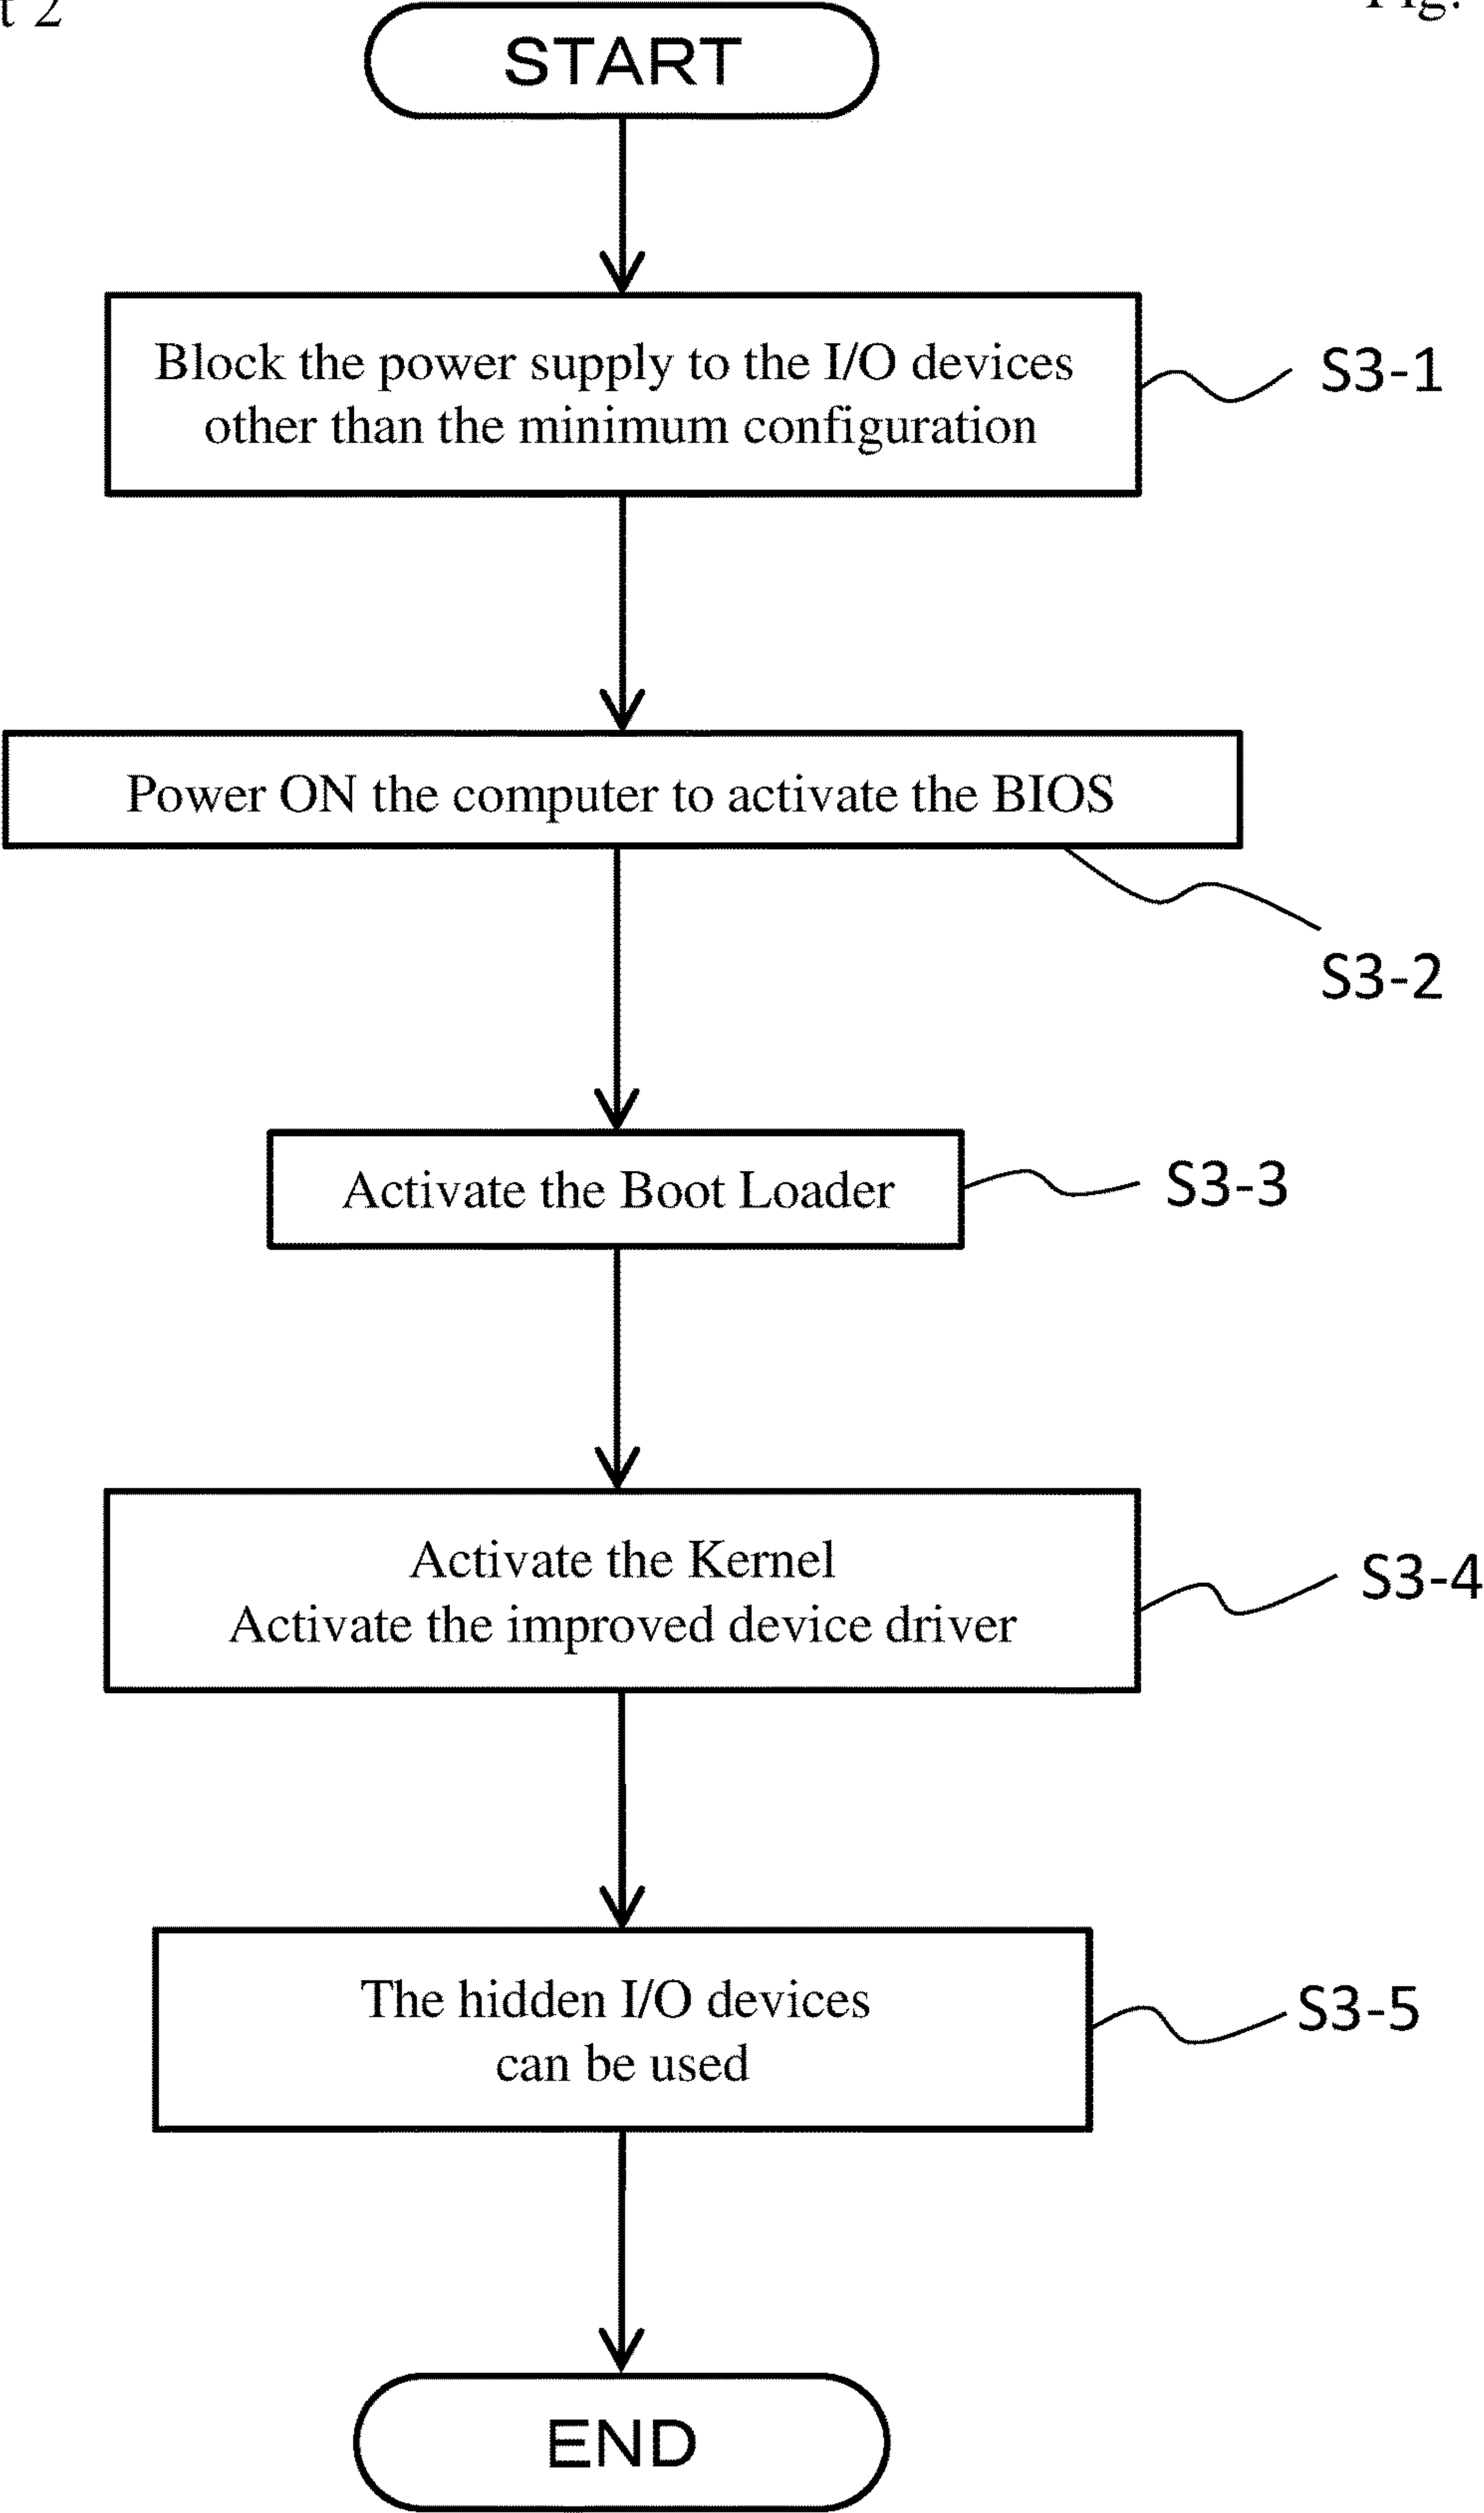 t 2
Fig.
START
Block the power supply to the I/O devices
other than the minimum configuration
S3-1
Power ON the computer to activate the BIOS
S3-2
Activate the Boot Loader
S3-3
Activate the Kernel
Activate the improved device driver
S3-4
The hidden I/O devices
can be used
S3-5
END